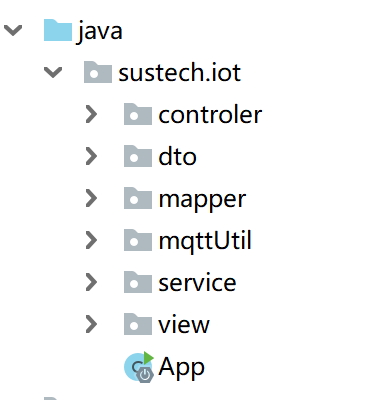 java
sustech.iot
controler
dto
mapper
mqttUtil
service
view
App